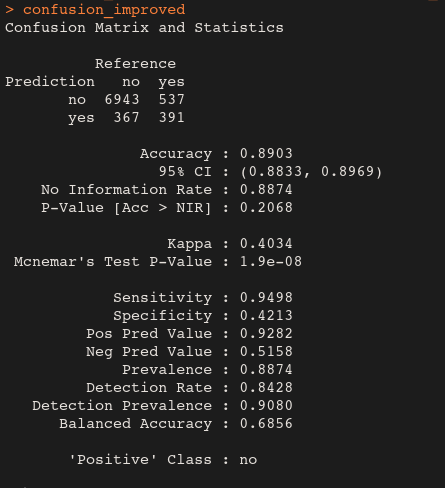 > confusion_improved
Confusion Matrix and Statistics
Reference
Prediction no yes
no 6943 537
yes 367 391
Accuracy : 0.8903
95% CI : (0.8833, 0.8969)
No Information Rate : 0.8874
P-Value [Acc > NIR] : 0.2068
Kappa : 0.4034
Mcnemar's Test P-Value : 1.9e-08
Sensitivity : 0.9498
Specificity : 0.4213
Pos Pred Value : 0.9282
Neg Pred Value : 0.5158
Prevalence : 0.8874
Detection Rate : 0.8428
Detection Prevalence : 0.9080
Balanced Accuracy : 0.6856
'Positive' Class : no